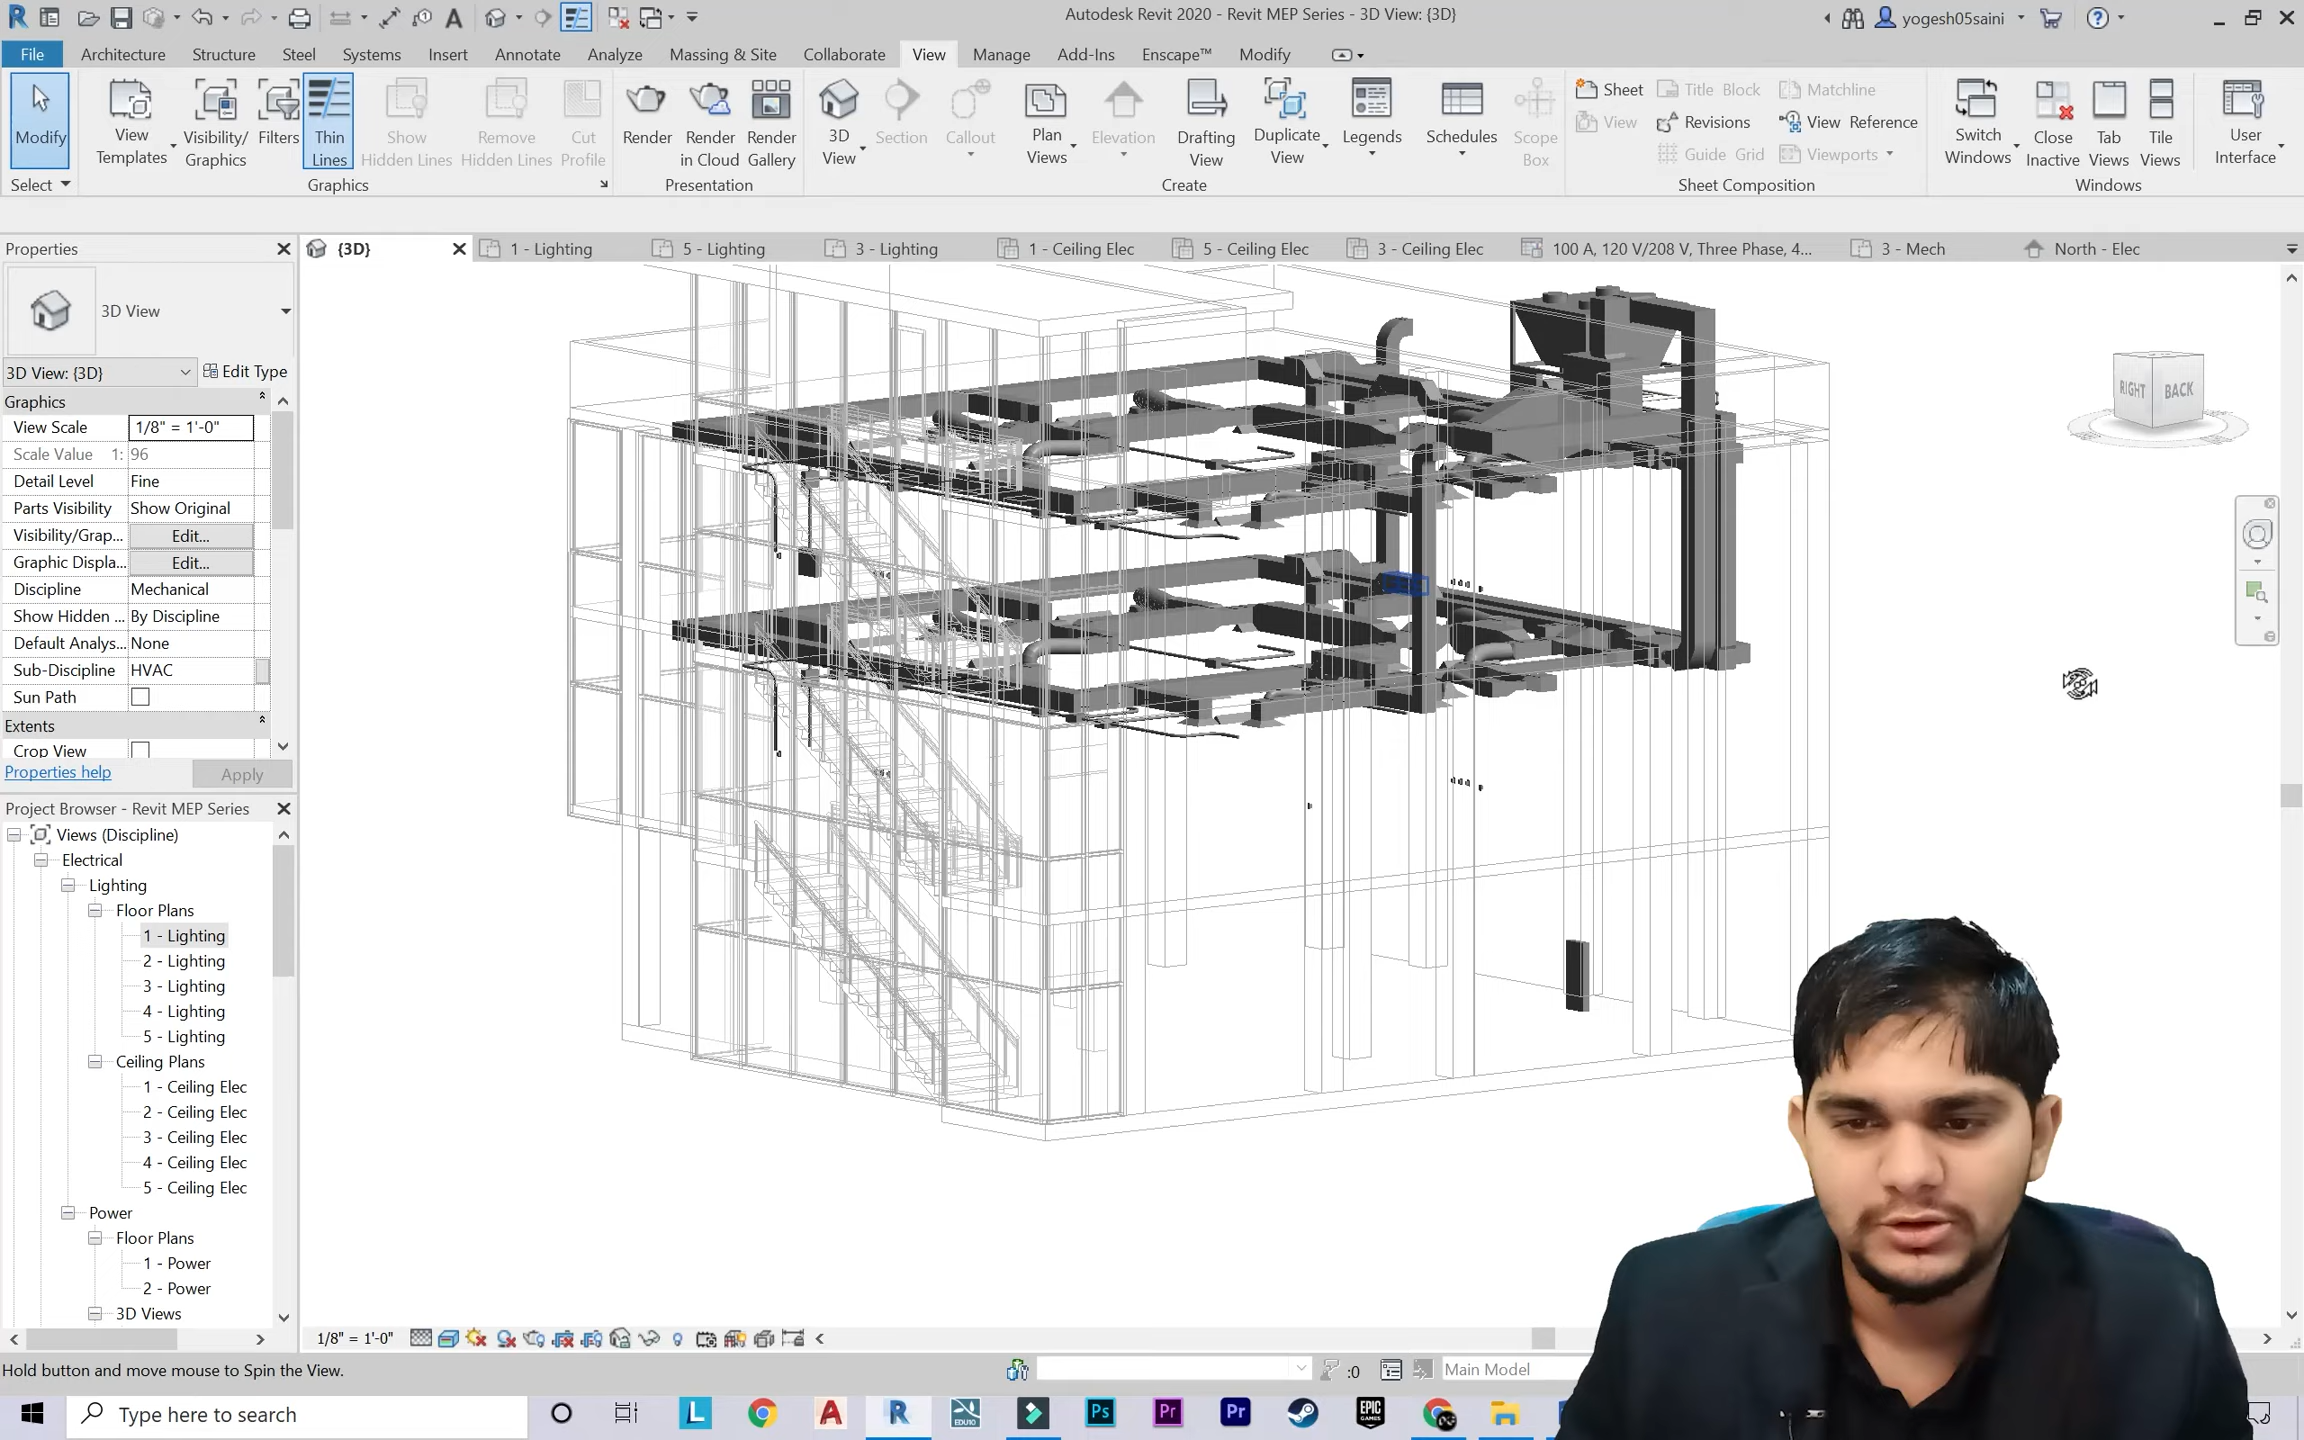 Autodesk Revit 2020 - Revit MEP Series - 3D View: {3D}
yogesh05saini
File Architecture Structure Steel Systems Insert Annotate Analyze Massing & Site Collaborate View Manage Add-Ins Enscape™ Modify
Modify
View Templates
Visibility/ Graphics
Filters
Thin Lines
Show Hidden Lines
Remove Hidden Lines
Cut Profile
Render
Render in Cloud
Render Gallery
3D View
Section
Callout
Plan Views
Elevation
Drafting View
Duplicate View
Legends
Schedules
Scope Box
Sheet
Title Block
Matchline
View
Revisions
View Reference
Guide Grid
Viewports
Switch Windows
Close Inactive
Tab Views
Tile Views
User Interface
Select
Graphics
Presentation
Create
Sheet Composition
Windows
Properties
{3D}
1 - Lighting
5 - Lighting
3 - Lighting
1 - Ceiling Elec
5 - Ceiling Elec
3 - Ceiling Elec
100 A, 120 V/208 V, Three Phase, 4...
3 - Mech
North - Elec
3D View
3D View: {3D}
Edit Type
Graphics
View Scale 1/8" = 1'-0"
Scale Value 1: 96
Detail Level Fine
Parts Visibility Show Original
Visibility/Grap... Edit...
Graphic Displa... Edit...
Discipline Mechanical
Show Hidden ... By Discipline
Default Analys... None
Sub-Discipline HVAC
Sun Path
Extents
Crop View
Properties help
Apply
RIGHT
BACK
Project Browser - Revit MEP Series
Views (Discipline)
Electrical
Lighting
Floor Plans
1 - Lighting
2 - Lighting
3 - Lighting
4 - Lighting
5 - Lighting
Ceiling Plans
1 - Ceiling Elec
2 - Ceiling Elec
3 - Ceiling Elec
4 - Ceiling Elec
5 - Ceiling Elec
Power
Floor Plans
1 - Power
2 - Power
3D Views
1/8" = 1'-0"
Hold button and move mouse to Spin the View.
:0
Main Model
Type here to search
L
A
R
EDU10
Ps
Pr
Pr
EPIC GAMES